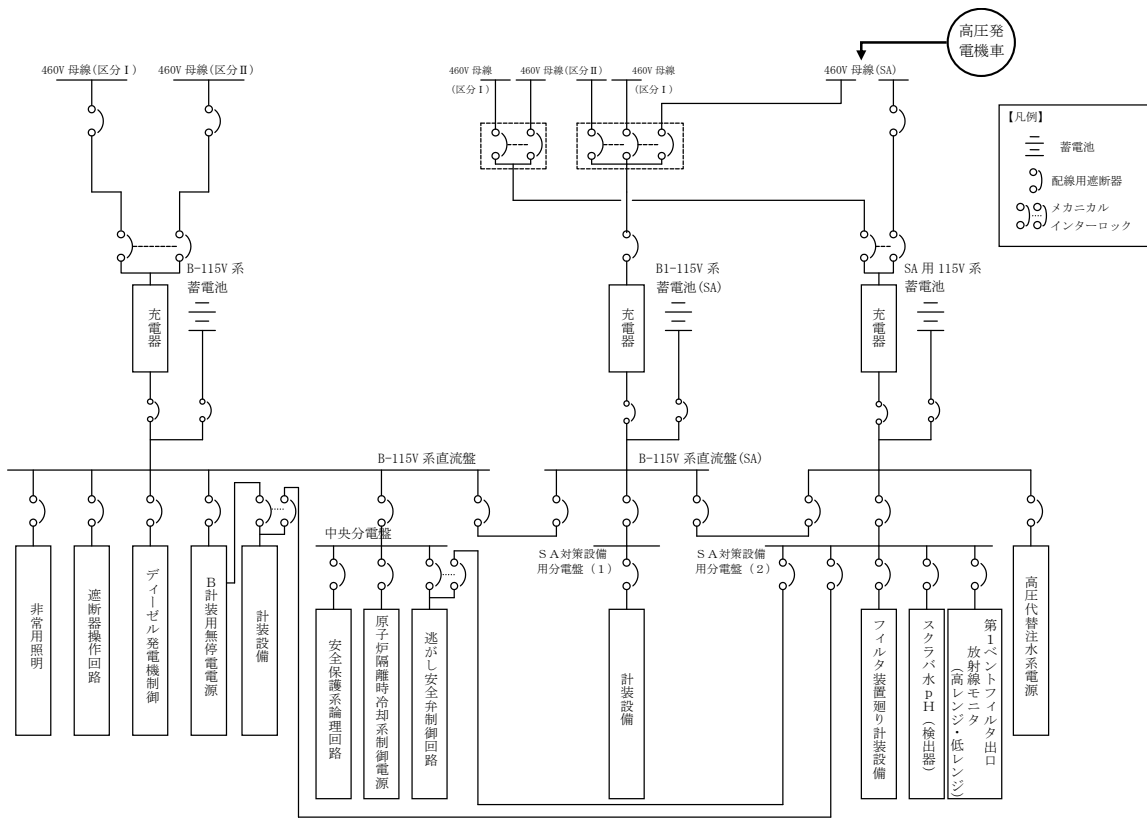 高圧発
電機車
460V 母線(区分Ⅰ)
460V 母線(区分Ⅱ)
460V 母線
(区分Ⅰ)
460V 母線(区分Ⅱ)
460V 母線
(区分Ⅰ)
460V 母線(SA)
【凡例】
蓄電池
配線用遮断器
メカニカル
インターロック
B-115V 系
蓄電池
充電器
B1-115V 系
蓄電池(SA)
充電器
SA 用 115V 系
蓄電池
充電器
B-115V 系直流盤
B-115V 系直流盤(SA)
中央分電盤
SA対策設備
用分電盤(1)
SA対策設備
用分電盤(2)
非常用照明
遮断器操作回路
ディーゼル発電機制御
B計装用無停電電源
計装設備
安全保護系論理回路
原子炉隔離時冷却系制御電源
逃がし安全弁制御回路
計装設備
フィルタ装置廻り計装設備
スクラバ水pH(検出器)
第1ベントフィルタ出口
放射線モニタ
(高レンジ・低レンジ)
高圧代替注水系電源